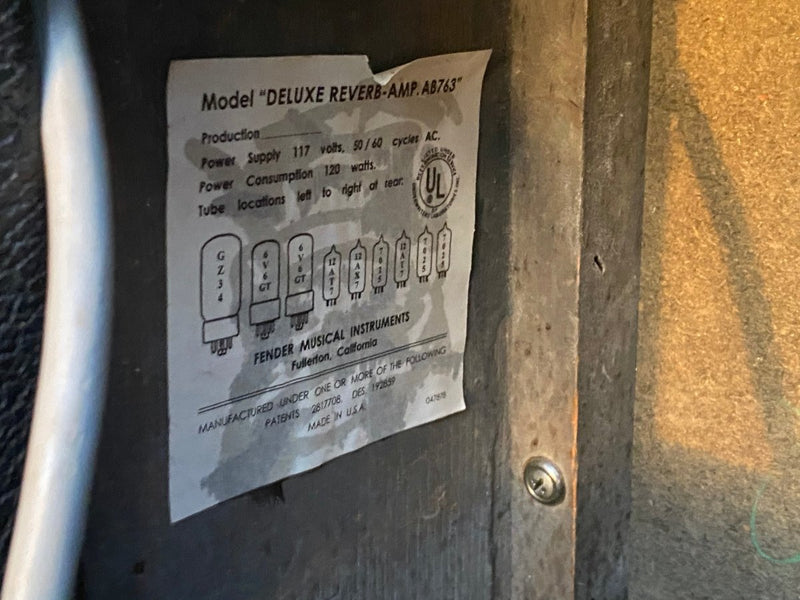 Model "DELUXE REVERB-AMP. AB763"
Production
Power Supply 117 volts, 50/60 cycles AC.
Power Consumption 120 watts.
Tube locations left to right at rear:
UL
GZ34
6V6GT
6V6GT
12AT7
12AX7
7025
12AT7
7025
7025
FENDER MUSICAL INSTRUMENTS
Fullerton, California
MANUFACTURED UNDER ONE OR MORE OF THE FOLLOWING
PATENTS 2817708, DES. 192859
MADE IN U.S.A.
047878